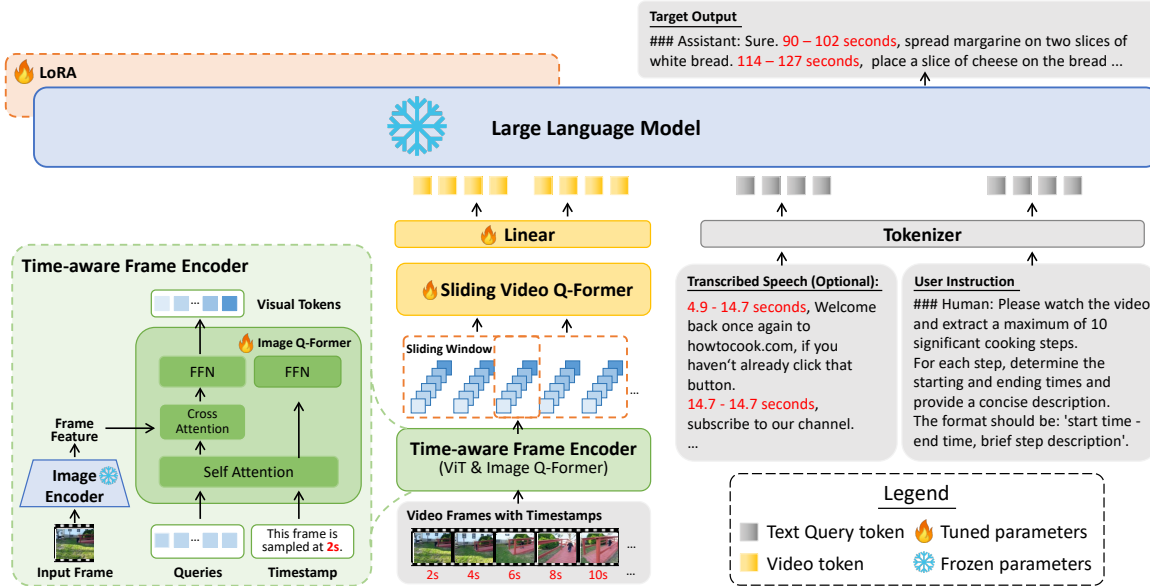 Target Output
### Assistant: Sure. 90 – 102 seconds, spread margarine on two slices of
white bread. 114 – 127 seconds, place a slice of cheese on the bread ...
LoRA
Large Language Model
Linear
Tokenizer
Sliding Video Q-Former
Sliding Window
...
Time-aware Frame Encoder
(ViT & Image Q-Former)
Video Frames with Timestamps
...
2s 4s 6s 8s 10s ...
Time-aware Frame Encoder
... Visual Tokens
Image Q-Former
FFN FFN
Cross
Attention
Frame
Feature
Self Attention
Image
Encoder
...
This frame is
sampled at 2s.
Input Frame Queries Timestamp
Transcribed Speech (Optional):
4.9 - 14.7 seconds, Welcome
back once again to
howtocook.com, if you
haven't already click that
button.
14.7 - 14.7 seconds,
subscribe to our channel.
...
User Instruction
### Human: Please watch the video
and extract a maximum of 10
significant cooking steps.
For each step, determine the
starting and ending times and
provide a concise description.
The format should be: 'start time -
end time, brief step description'.
Legend
Text Query token Tuned parameters
Video token Frozen parameters